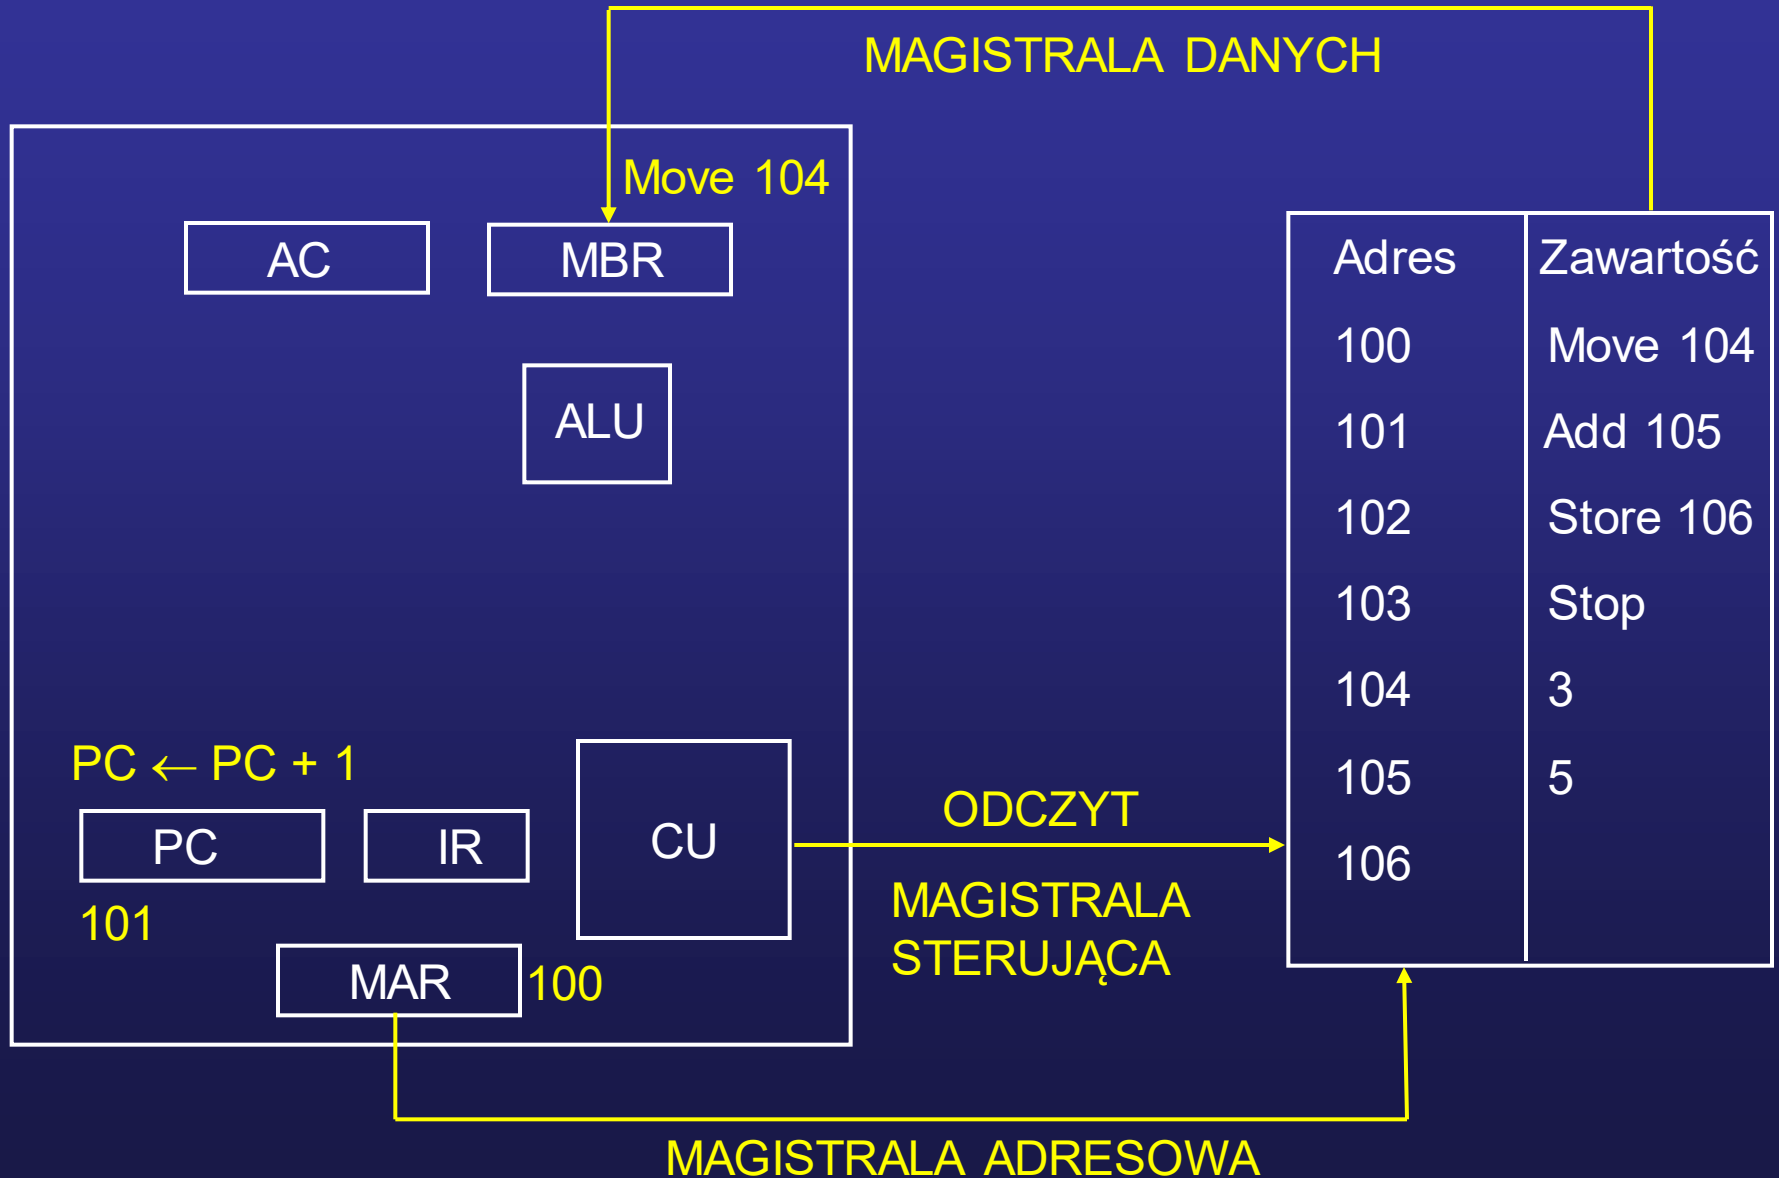 MAGISTRALA DANYCH
Move 104
AC MBR
ALU
PC ← PC + 1
PC IR CU
101
MAR 100
ODCZYT
MAGISTRALA
STERUJĄCA
MAGISTRALA ADRESOWA
Adres Zawartość
100 Move 104
101 Add 105
102 Store 106
103 Stop
104 3
105 5
106